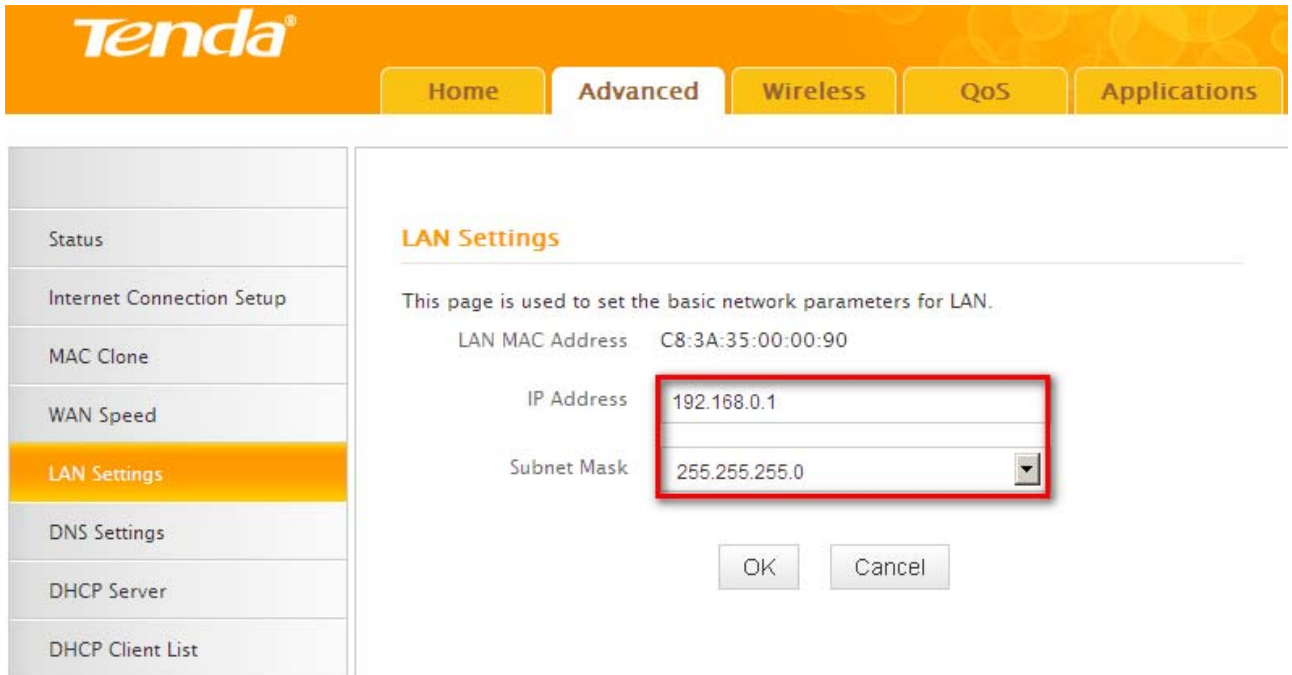 Tenda®
Home Advanced Wireless QoS Applications
Status
Internet Connection Setup
MAC Clone
WAN Speed
LAN Settings
DNS Settings
DHCP Server
DHCP Client List
LAN Settings
This page is used to set the basic network parameters for LAN.
LAN MAC Address C8:3A:35:00:00:90
IP Address 192.168.0.1
Subnet Mask 255.255.255.0
OK Cancel